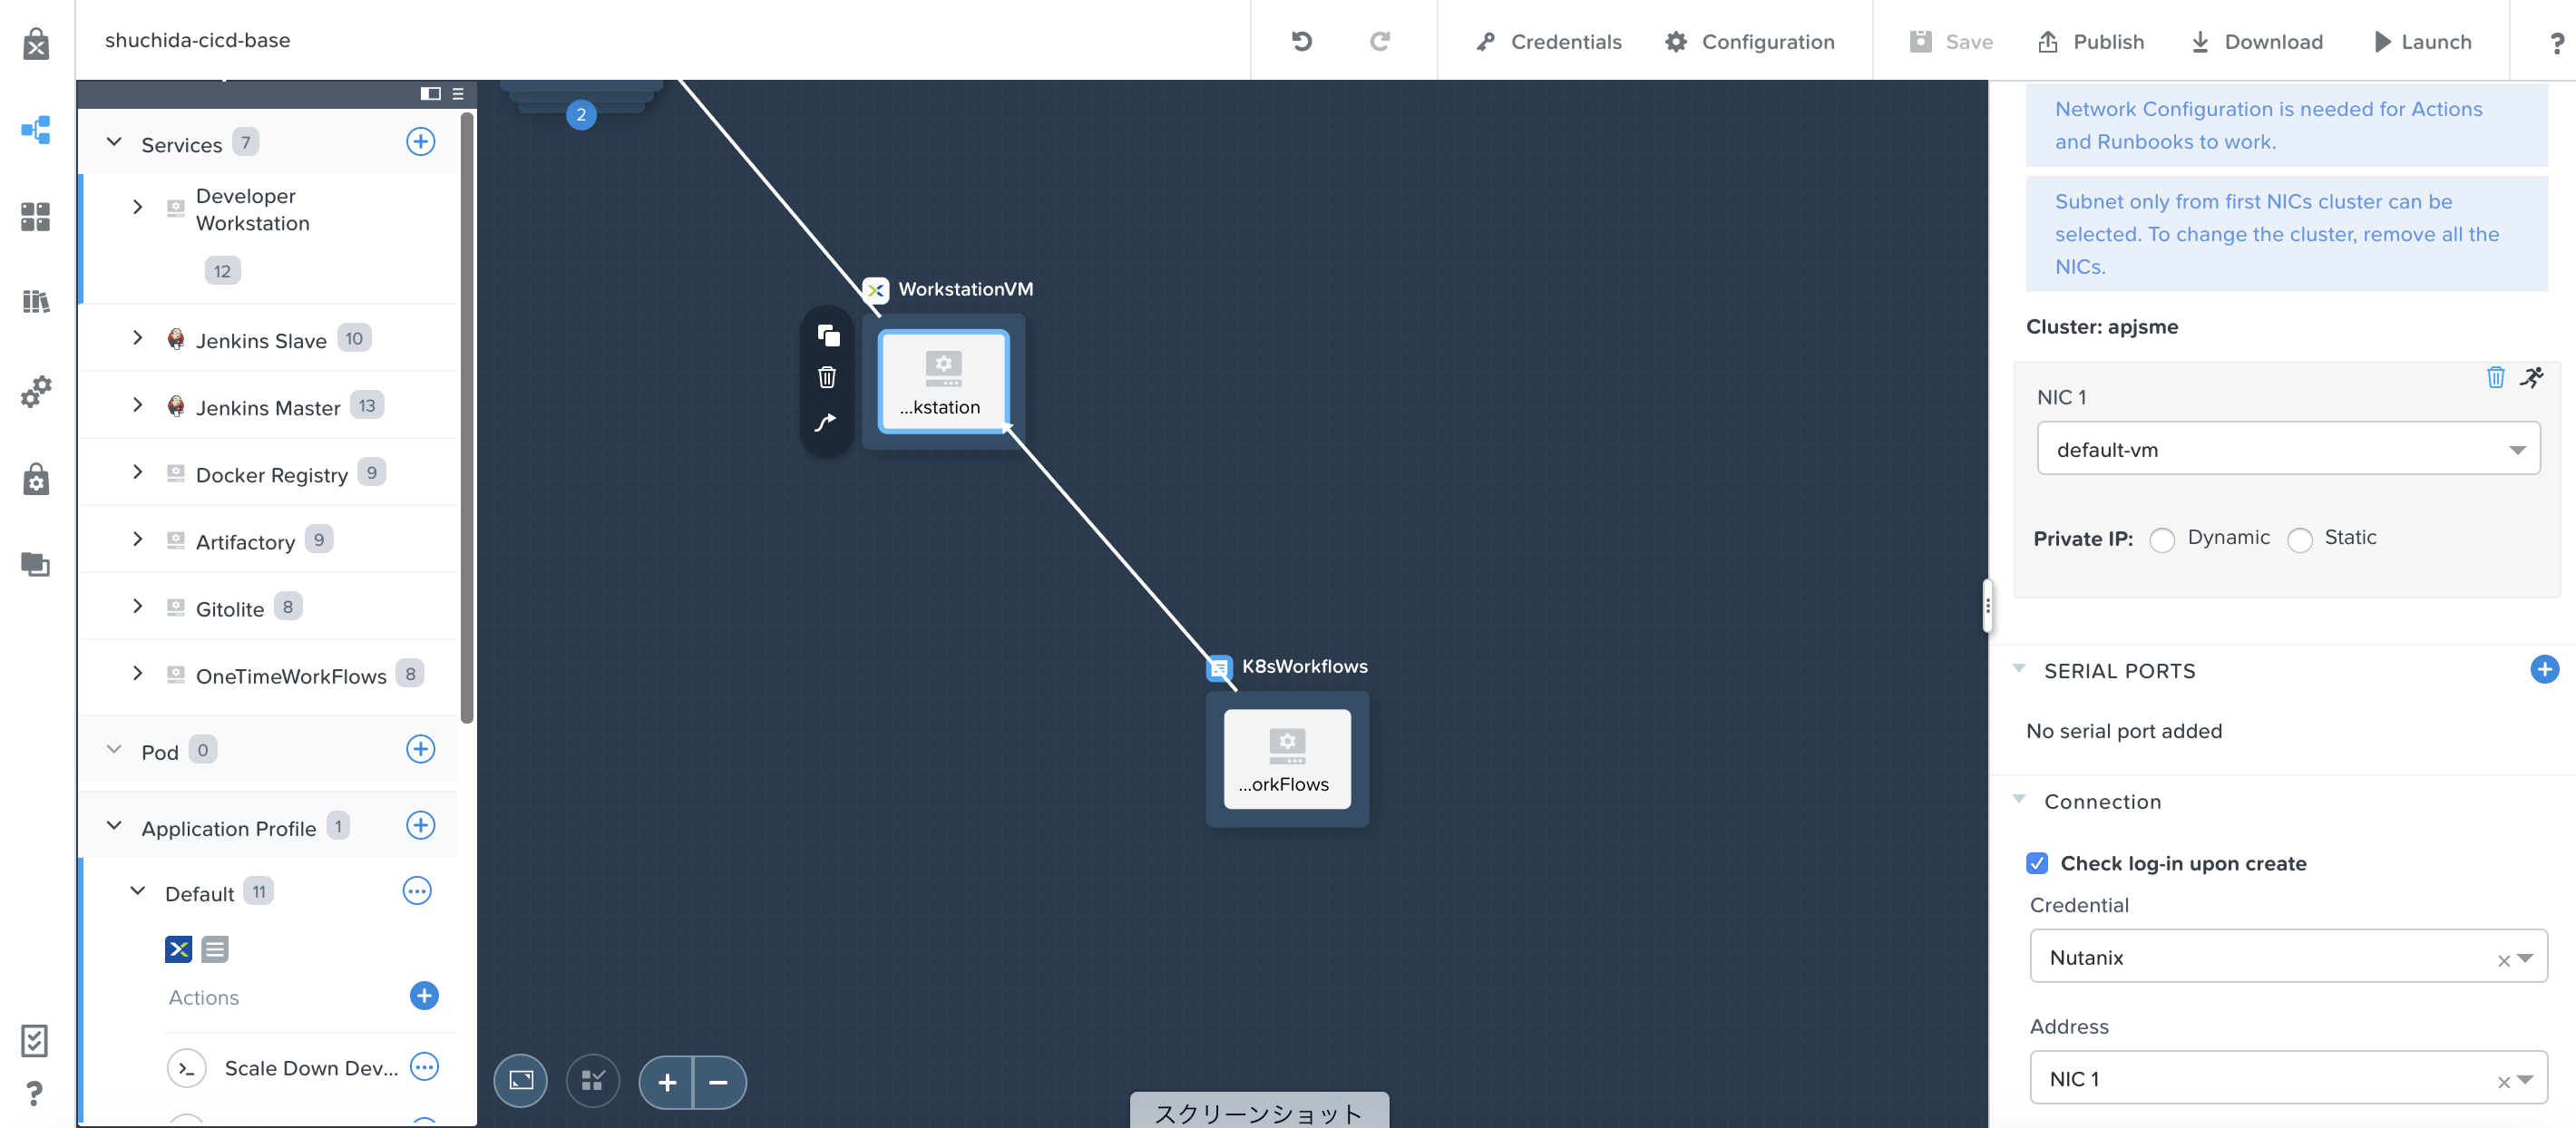 shuchida-cicd-base
Credentials
Configuration
Save
Publish
Download
Launch
?
Services 7
Developer
Workstation
12
Jenkins Slave 10
Jenkins Master 13
Docker Registry 9
Artifactory 9
Gitolite 8
OneTimeWorkFlows 8
Pod 0
Application Profile 1
Default 11
Actions
Scale Down Dev...
?
2
WorkstationVM
...kstation
K8sWorkflows
...orkFlows
スクリーンショット
Network Configuration is needed for Actions
and Runbooks to work.
Subnet only from first NICs cluster can be
selected. To change the cluster, remove all the
NICs.
Cluster: apjsme
NIC 1
default-vm
Private IP: Dynamic Static
SERIAL PORTS
No serial port added
Connection
Check log-in upon create
Credential
Nutanix
Address
NIC 1